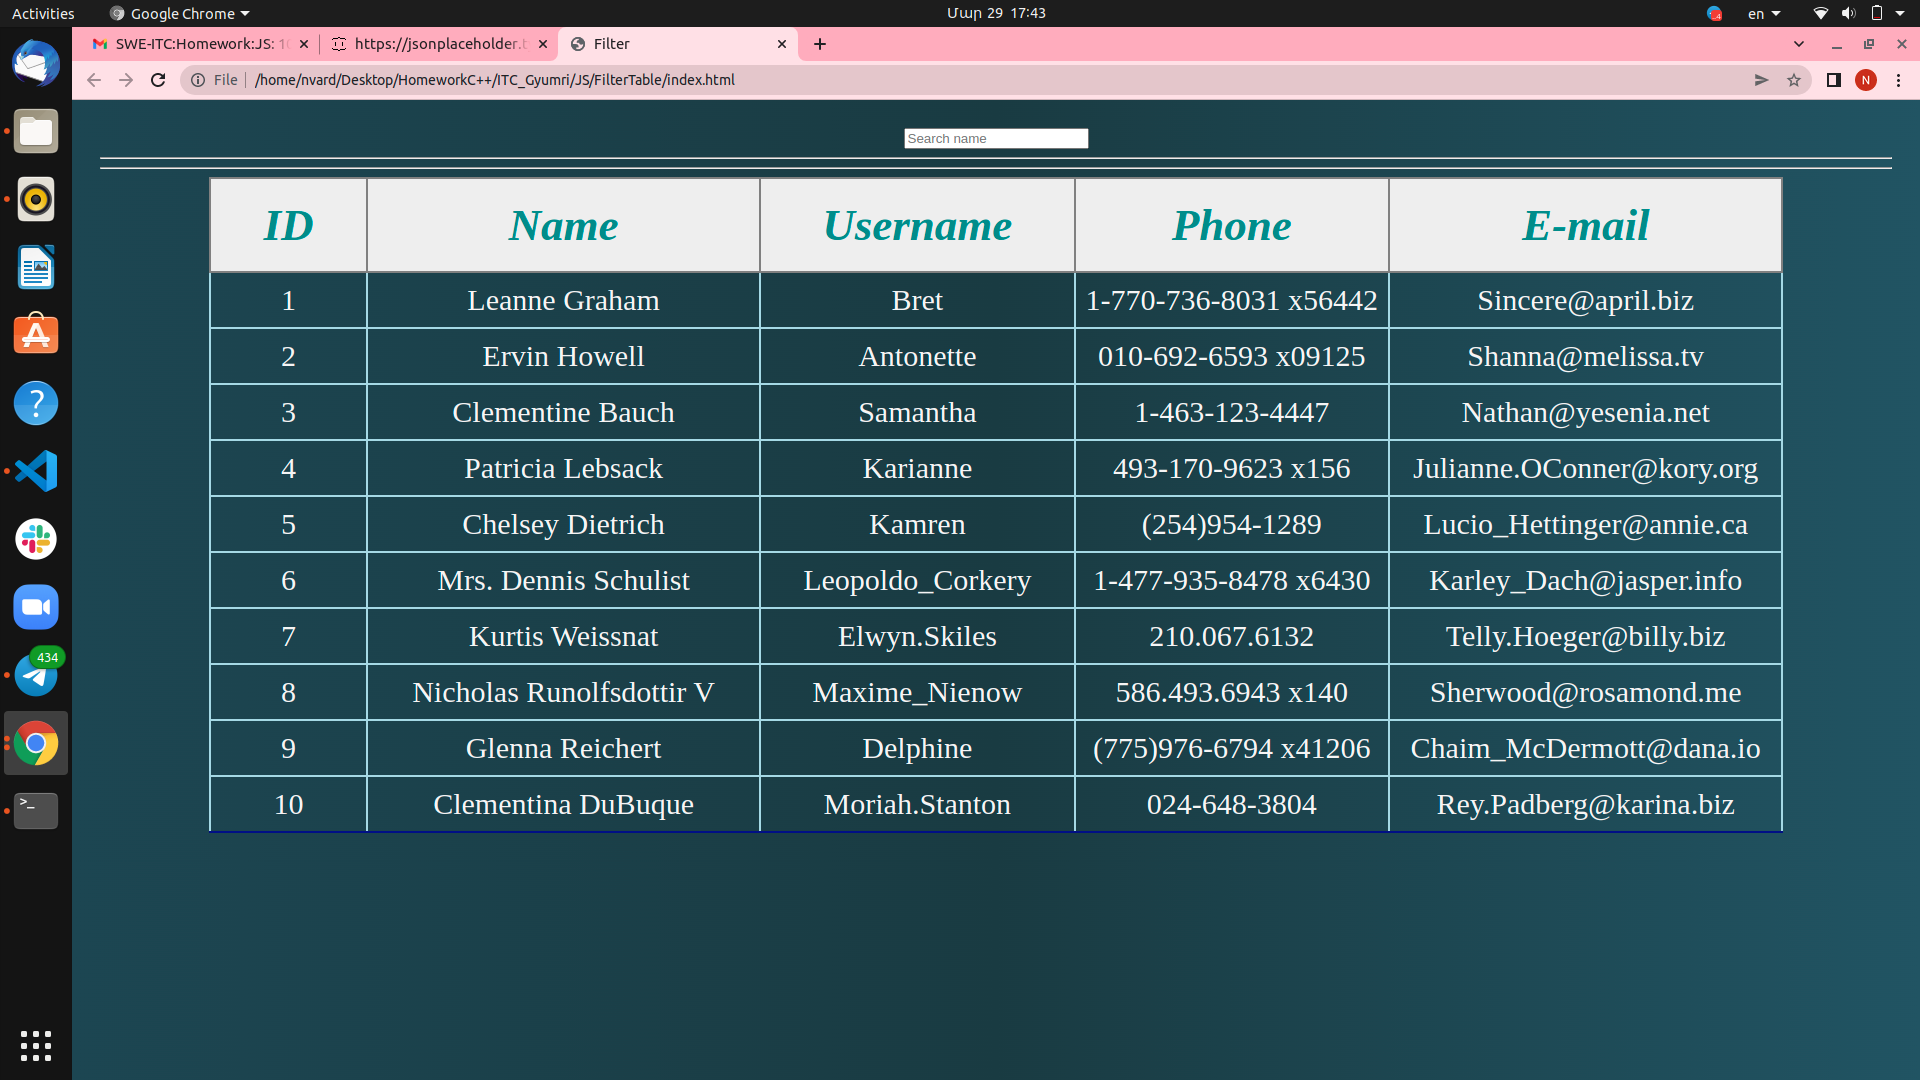 Activities Google Chrome Մար 29 17:43 en
SWE-ITC:Homework:JS: 10 https://jsonplaceholder.t Filter
File /home/nvard/Desktop/HomeworkC++/ITC_Gyumri/JS/FilterTable/index.html N
Search name
ID Name Username Phone E-mail
1 Leanne Graham Bret 1-770-736-8031 x56442 Sincere@april.biz
2 Ervin Howell Antonette 010-692-6593 x09125 Shanna@melissa.tv
3 Clementine Bauch Samantha 1-463-123-4447 Nathan@yesenia.net
4 Patricia Lebsack Karianne 493-170-9623 x156 Julianne.OConner@kory.org
5 Chelsey Dietrich Kamren (254)954-1289 Lucio_Hettinger@annie.ca
6 Mrs. Dennis Schulist Leopoldo_Corkery 1-477-935-8478 x6430 Karley_Dach@jasper.info
7 Kurtis Weissnat Elwyn.Skiles 210.067.6132 Telly.Hoeger@billy.biz
434
8 Nicholas Runolfsdottir V Maxime_Nienow 586.493.6943 x140 Sherwood@rosamond.me
9 Glenna Reichert Delphine (775)976-6794 x41206 Chaim_McDermott@dana.io
10 Clementina DuBuque Moriah.Stanton 024-648-3804 Rey.Padberg@karina.biz